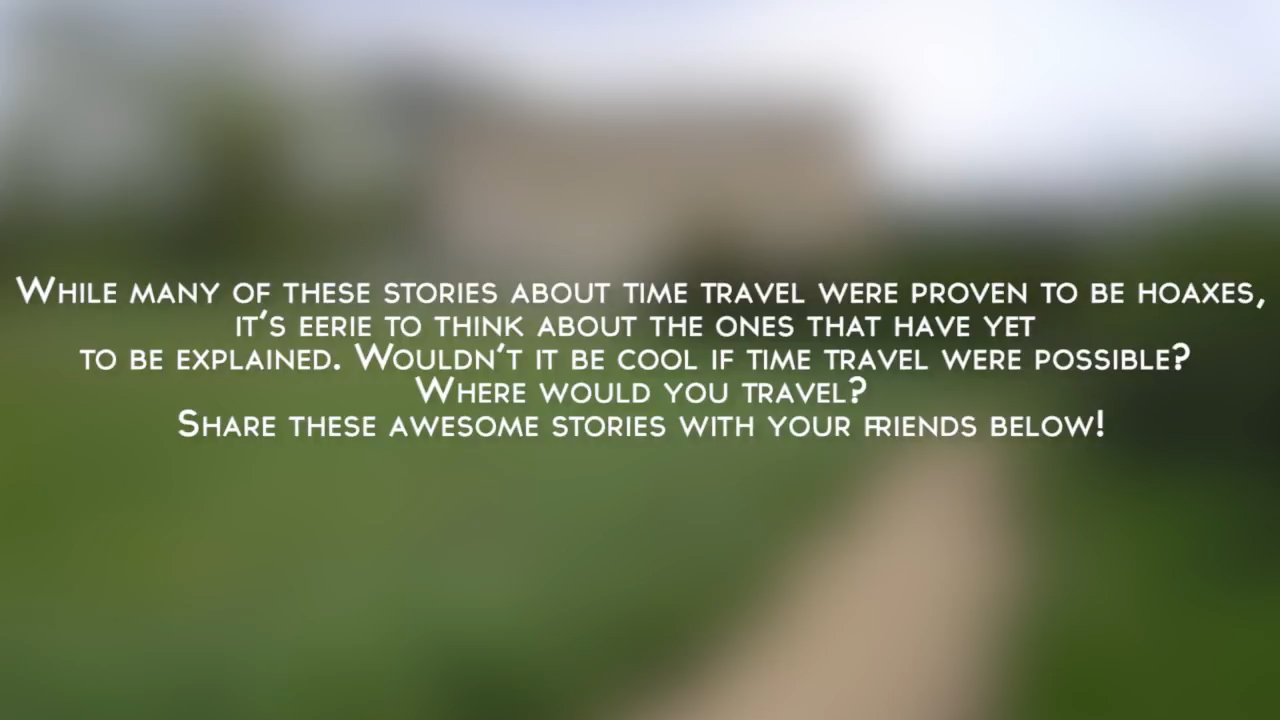 While many of these stories about time travel were proven to be hoaxes,
it's eerie to think about the ones that have yet
to be explained. Wouldn't it be cool if time travel were possible?
Where would you travel?
Share these awesome stories with your friends below!